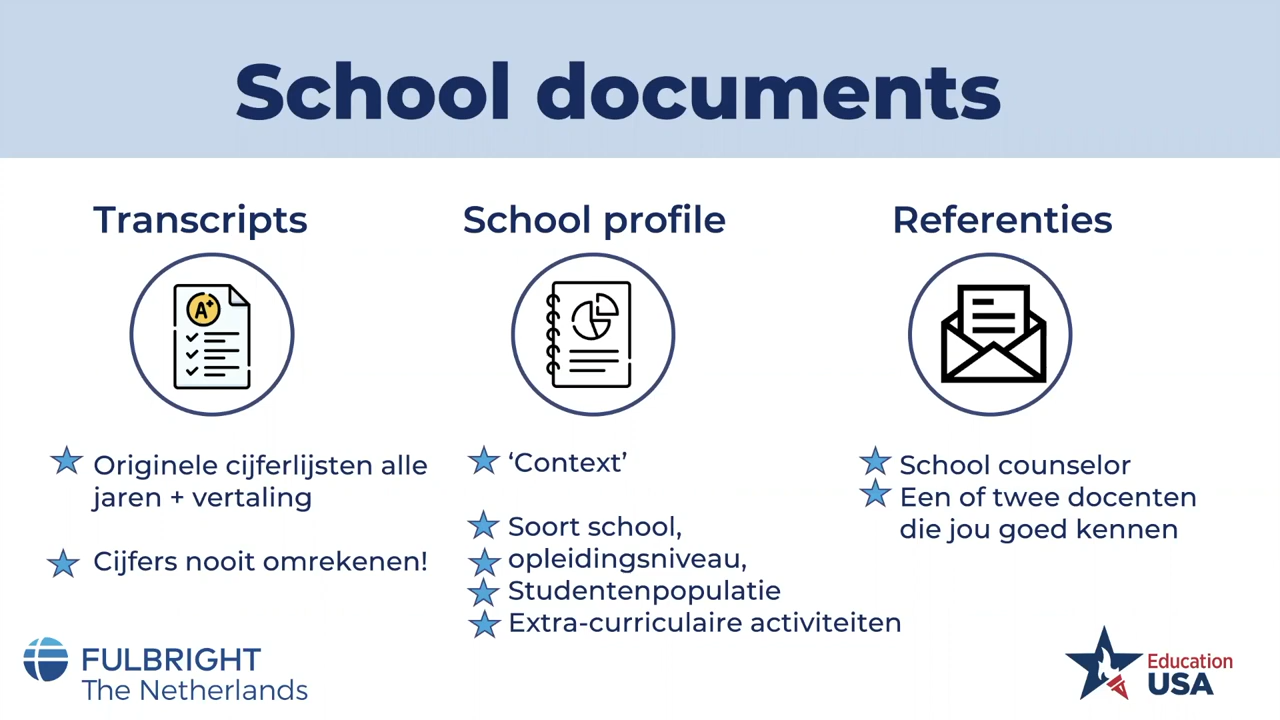 School documents
Transcripts
A+
Originele cijferlijsten alle
jaren + vertaling
Cijfers nooit omrekenen!
School profile
‘Context’
Soort school,
opleidingsniveau,
Studentenpopulatie
Extra-curriculaire activiteiten
Referenties
School counselor
Een of twee docenten
die jou goed kennen
FULBRIGHT
The Netherlands
Education
USA